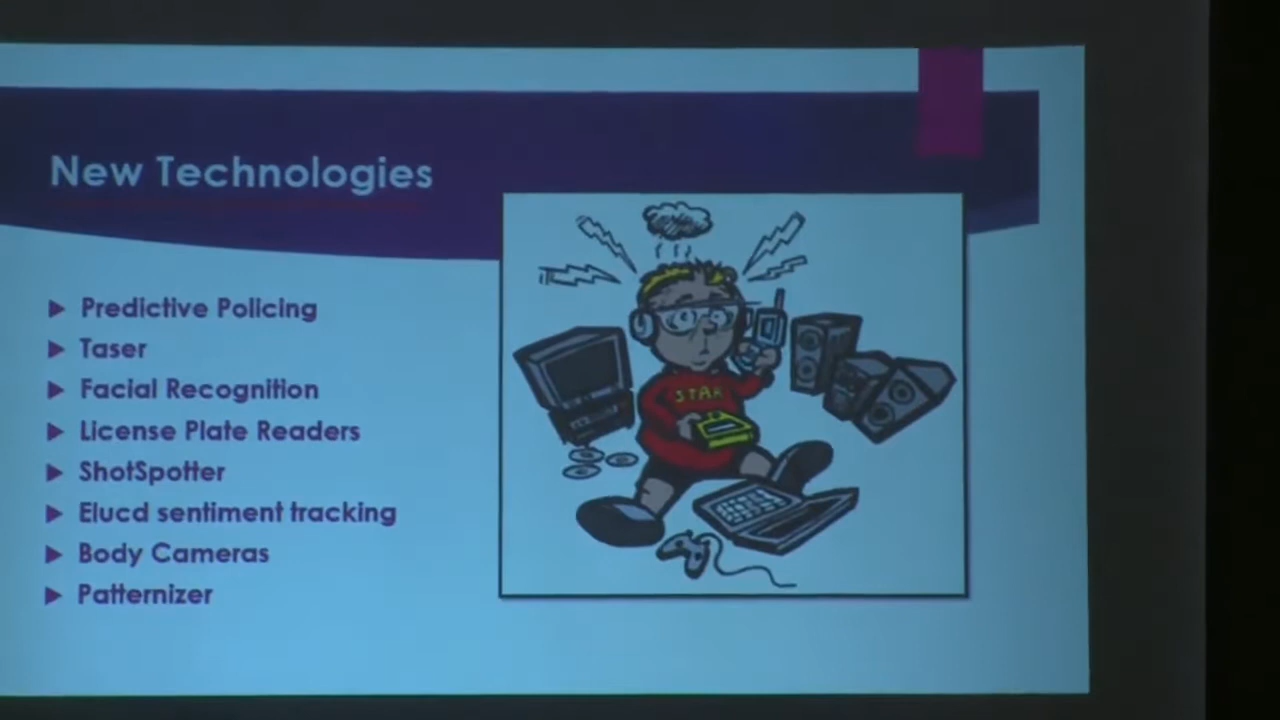 New Technologies
Predictive Policing
Taser
Facial Recognition
License Plate Readers
ShotSpotter
Elucd sentiment tracking
Body Cameras
Patternizer
STAR